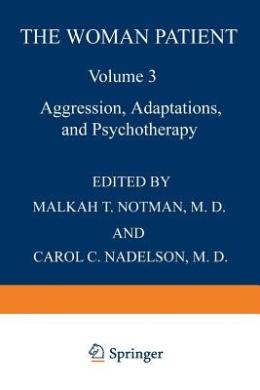 THE WOMAN PATIENT
Volume 3
Aggression, Adaptations,
and Psychotherapy
EDITED BY
MALKAH T. NOTMAN, M. D.
AND
CAROL C. NADELSON, M. D.
Springer